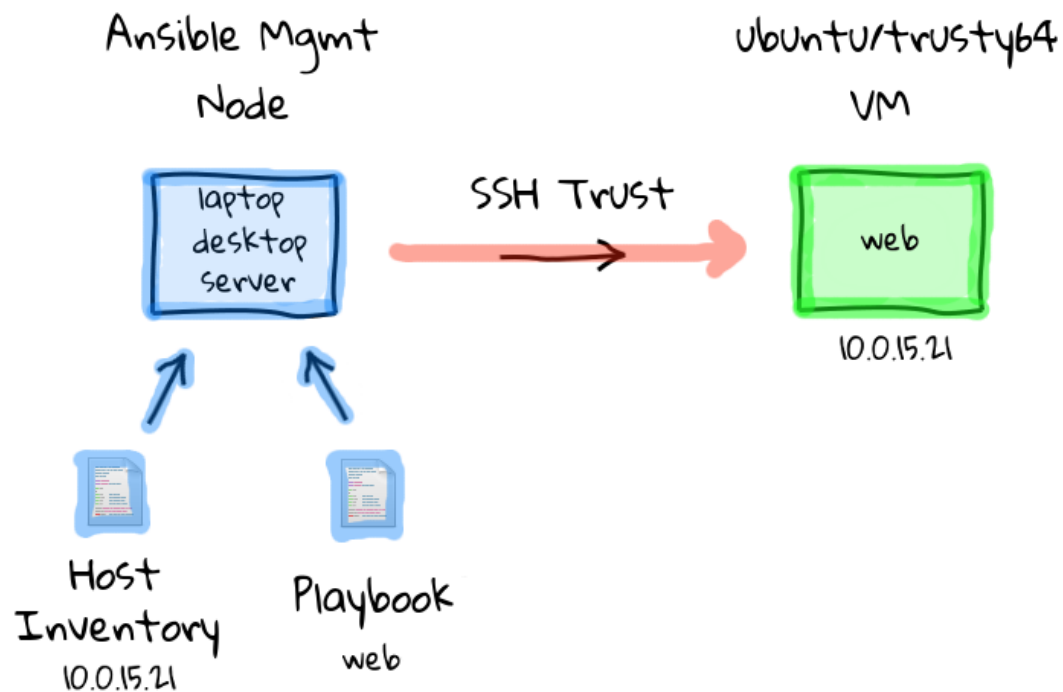 Ansible Mgmt
Node
laptop
desktop
server
SSH Trust
ubuntu/trusty64
VM
web
10.0.15.21
Host
Inventory
10.0.15.21
Playbook
web